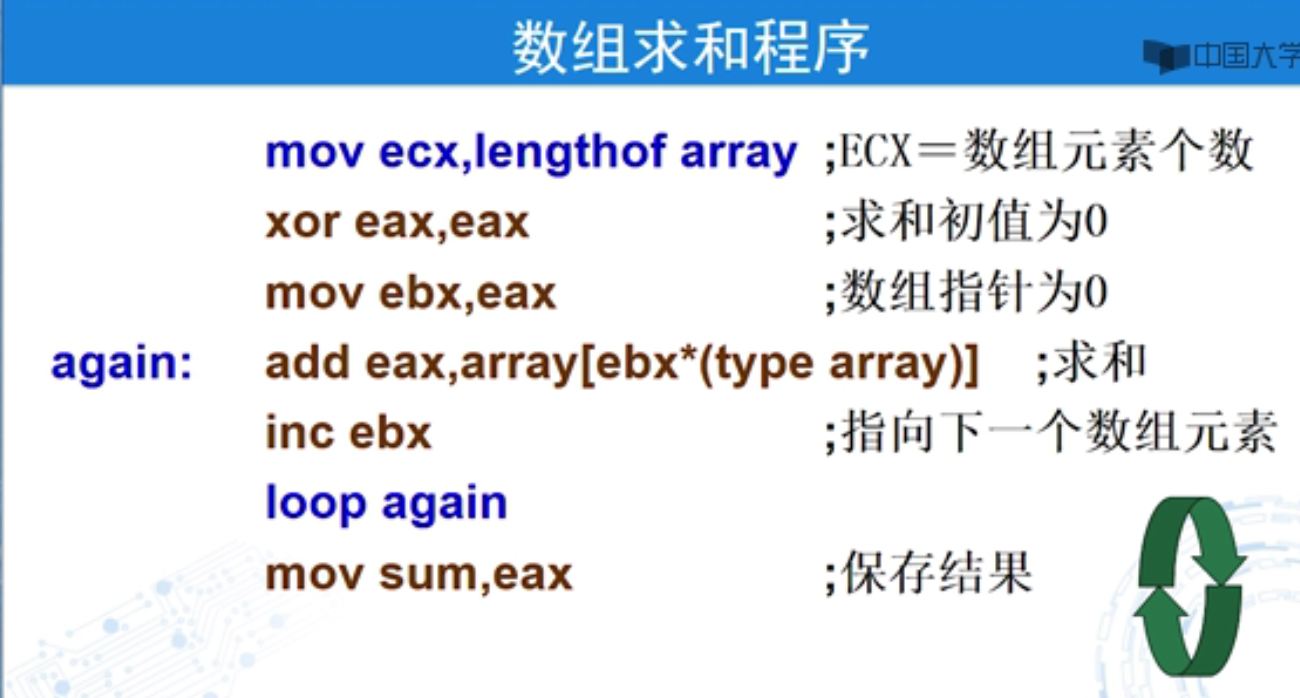 数组求和程序
中国大学
mov ecx,lengthof array ;ECX＝数组元素个数
xor eax,eax ;求和初值为0
mov ebx,eax ;数组指针为0
again: add eax,array[ebx*(type array)] ;求和
inc ebx ;指向下一个数组元素
loop again
mov sum,eax ;保存结果